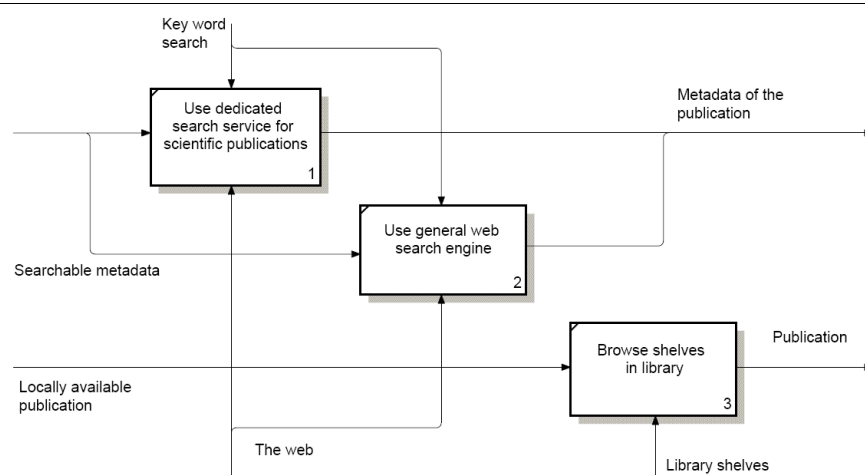 Key word
search
Use dedicated
search service for
scientific publications
1
Metadata of the
publication
Use general web
search engine
2
Searchable metadata
Browse shelves
in library
3
Publication
Locally available
publication
The web
Library shelves